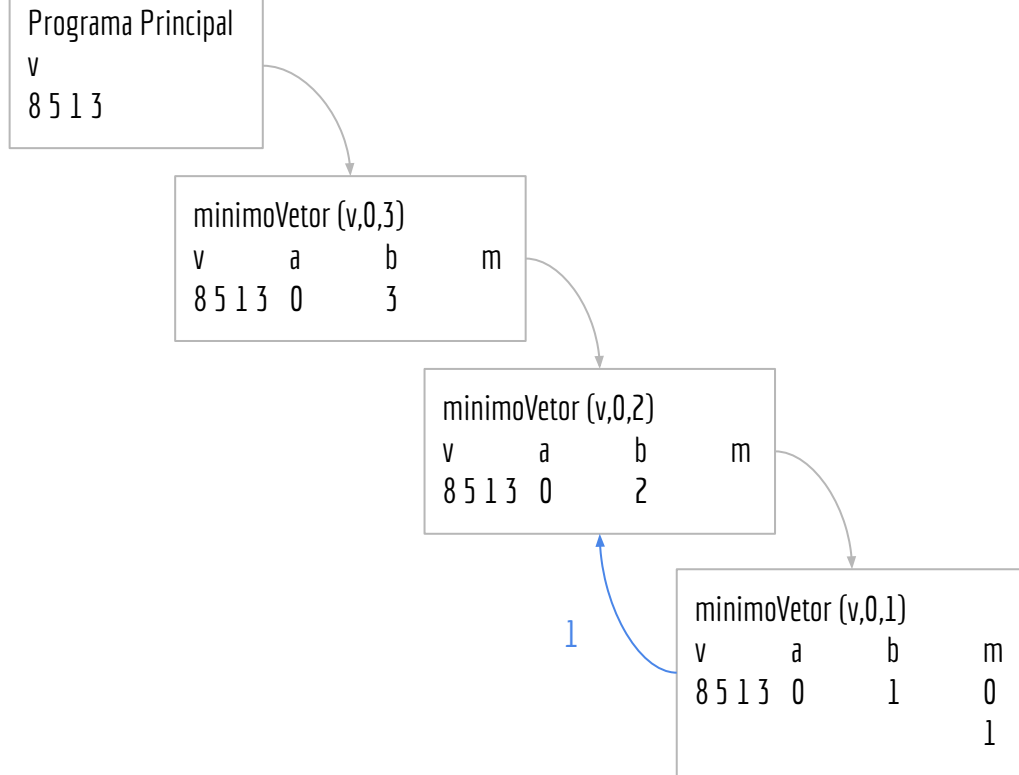 Programa Principal
v
8 5 1 3
minimoVetor (v,0,3)
v a b m
8 5 1 3 0 3
minimoVetor (v,0,2)
v a b m
8 5 1 3 0 2
1
minimoVetor (v,0,1)
v a b m
8 5 1 3 0 1 0
1